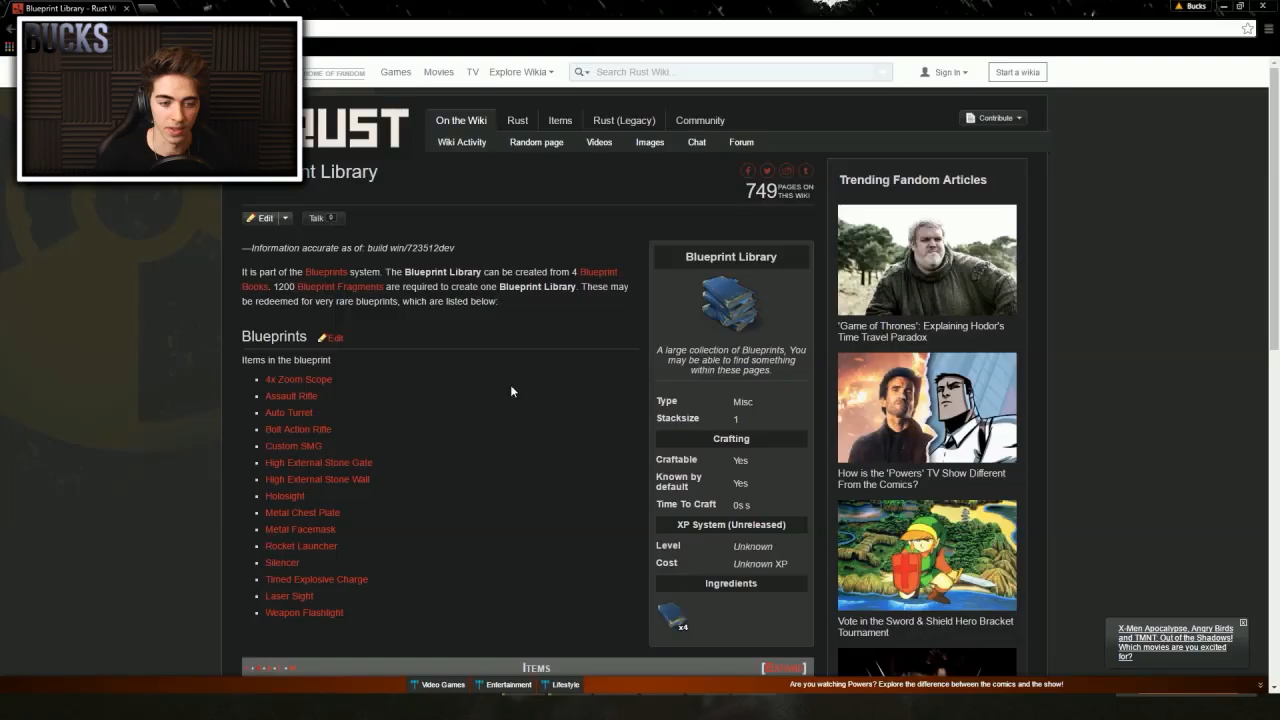 Blueprint Library - Rust W
Bucks
BUCKS
HOME OF FANDOM
Games
Movies
TV
Explore Wikia
Search Rust Wiki...
Sign In
Start a wikia
RUST
On the Wiki
Rust
Items
Rust (Legacy)
Community
Contribute
Wiki Activity
Random page
Videos
Images
Chat
Forum
Library
749 PAGES ON
THIS WIKI
Edit
Talk 0
—Information accurate as of: build win/723512dev
It is part of the Blueprints system. The Blueprint Library can be created from 4 Blueprint
Books. 1200 Blueprint Fragments are required to create one Blueprint Library. These may
be redeemed for very rare blueprints, which are listed below:
Blueprints Edit
Items in the blueprint
4x Zoom Scope
Assault Rifle
Auto Turret
Bolt Action Rifle
Custom SMG
High External Stone Gate
High External Stone Wall
Holosight
Metal Chest Plate
Metal Facemask
Rocket Launcher
Silencer
Timed Explosive Charge
Laser Sight
Weapon Flashlight
Blueprint Library
A large collection of Blueprints, You
may be able to find something
within these pages.
Type Misc
Stacksize 1
Crafting
Craftable Yes
Known by
default Yes
Time To Craft 0s s
XP System (Unreleased)
Level Unknown
Cost Unknown XP
Ingredients
x4
Items
Trending Fandom Articles
'Game of Thrones': Explaining Hodor's
Time Travel Paradox
How is the 'Powers' TV Show Different
From the Comics?
Vote in the Sword & Shield Hero Bracket
Tournament
X-Men Apocalypse, Angry Birds
and TMNT: Out of the Shadows!
Which movies are you excited
for?
Video Games
Entertainment
Lifestyle
Are you watching Powers? Explore the difference between the comics and the show!